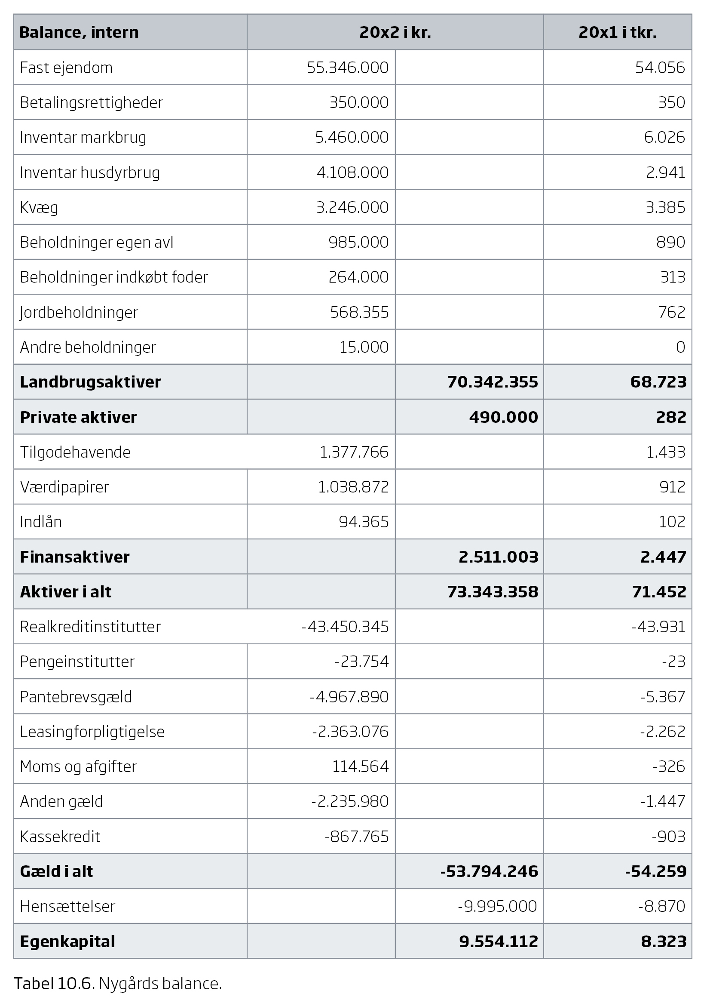 Balance, intern 20x2 i kr. 20x1 i tkr.
Fast ejendom 55.346.000 54.056
Betalingsrettigheder 350.000 350
Inventar markbrug 5.460.000 6.026
Inventar husdyrbrug 4.108.000 2.941
Kvæg 3.246.000 3.385
Beholdninger egen avl 985.000 890
Beholdninger indkøbt foder 264.000 313
Jordbeholdninger 568.355 762
Andre beholdninger 15.000 0
Landbrugsaktiver 70.342.355 68.723
Private aktiver 490.000 282
Tilgodehavende 1.377.766 1.433
Værdipapirer 1.038.872 912
Indlån 94.365 102
Finansaktiver 2.511.003 2.447
Aktiver i alt 73.343.358 71.452
Realkreditinstitutter -43.450.345 -43.931
Pengeinstitutter -23.754 -23
Pantebrevsgæld -4.967.890 -5.367
Leasingforpligtigelse -2.363.076 -2.262
Moms og afgifter 114.564 -326
Anden gæld -2.235.980 -1.447
Kassekredit -867.765 -903
Gæld i alt -53.794.246 -54.259
Hensættelser -9.995.000 -8.870
Egenkapital 9.554.112 8.323
Tabel 10.6. Nygårds balance.